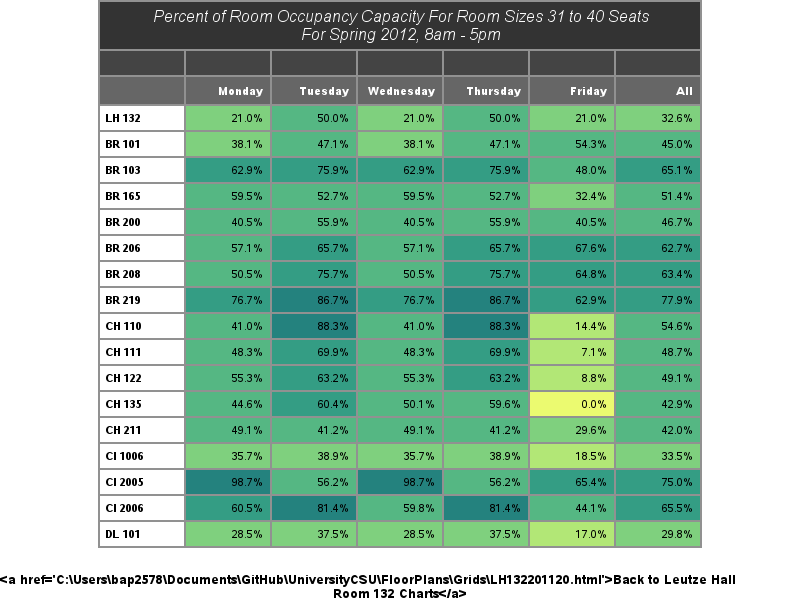 Percent of Room Occupancy Capacity For Room Sizes 31 to 40 Seats
For Spring 2012, 8am - 5pm
Monday Tuesday Wednesday Thursday Friday All
LH 132 21.0% 50.0% 21.0% 50.0% 21.0% 32.6%
BR 101 38.1% 47.1% 38.1% 47.1% 54.3% 45.0%
BR 103 62.9% 75.9% 62.9% 75.9% 48.0% 65.1%
BR 165 59.5% 52.7% 59.5% 52.7% 32.4% 51.4%
BR 200 40.5% 55.9% 40.5% 55.9% 40.5% 46.7%
BR 206 57.1% 65.7% 57.1% 65.7% 67.6% 62.7%
BR 208 50.5% 75.7% 50.5% 75.7% 64.8% 63.4%
BR 219 76.7% 86.7% 76.7% 86.7% 62.9% 77.9%
CH 110 41.0% 88.3% 41.0% 88.3% 14.4% 54.6%
CH 111 48.3% 69.9% 48.3% 69.9% 7.1% 48.7%
CH 122 55.3% 63.2% 55.3% 63.2% 8.8% 49.1%
CH 135 44.6% 60.4% 50.1% 59.6% 0.0% 42.9%
CH 211 49.1% 41.2% 49.1% 41.2% 29.6% 42.0%
CI 1006 35.7% 38.9% 35.7% 38.9% 18.5% 33.5%
CI 2005 98.7% 56.2% 98.7% 56.2% 65.4% 75.0%
CI 2006 60.5% 81.4% 59.8% 81.4% 44.1% 65.5%
DL 101 28.5% 37.5% 28.5% 37.5% 17.0% 29.8%
<a href='C:\Users\bap2578\Documents\GitHub\UniversityCSU\FloorPlans\Grids\LH132201120.html'>Back to Leutze Hall
Room 132 Charts</a>